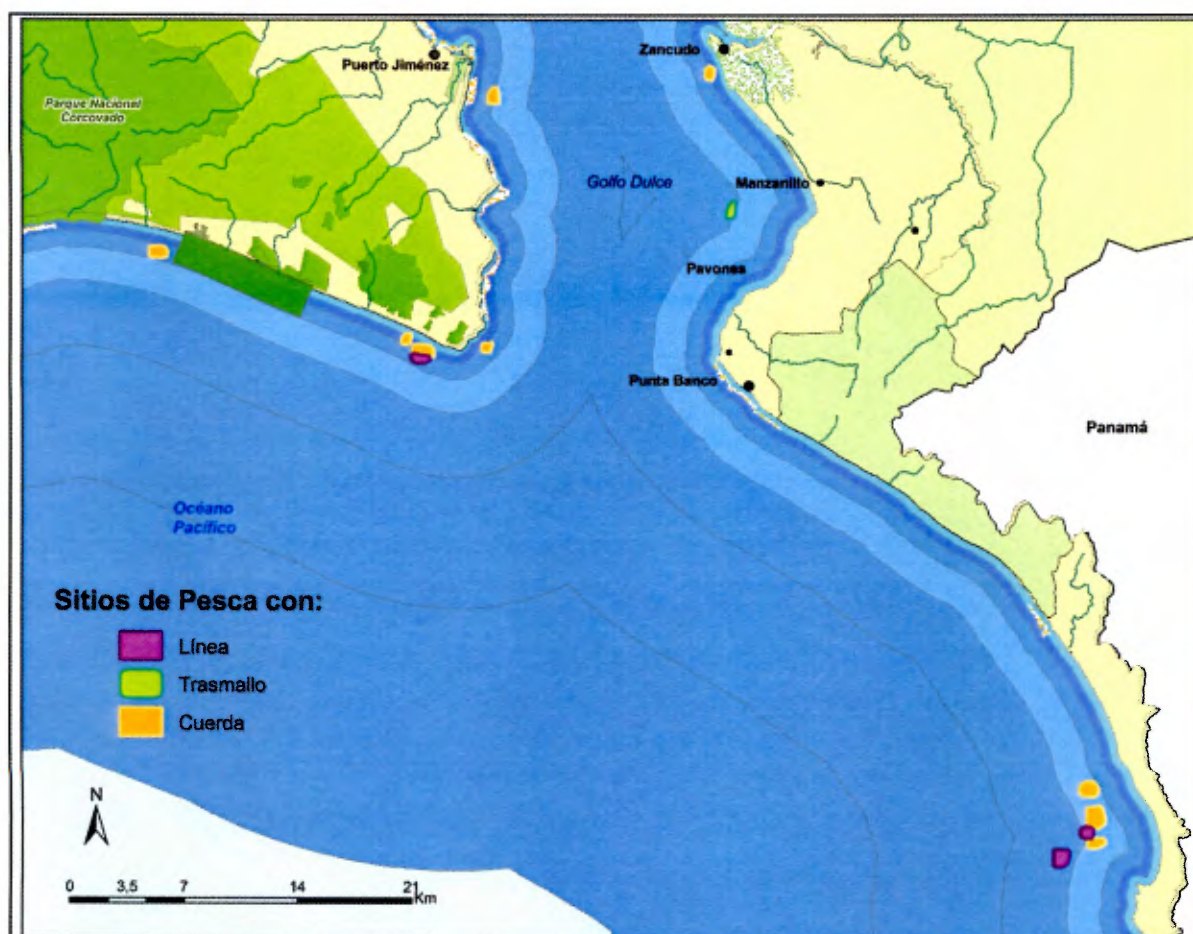 Puerto Jiménez
Zancudo
Parque Nacional
Corcovado
Golfo Dulce
Manzanillo
Pavones
Punta Banco
Panamá
Océano
Pacífico
Sitios de Pesca con:
Línea
Trasmallo
Cuerda
N
0 3,5 7 14 21
Km